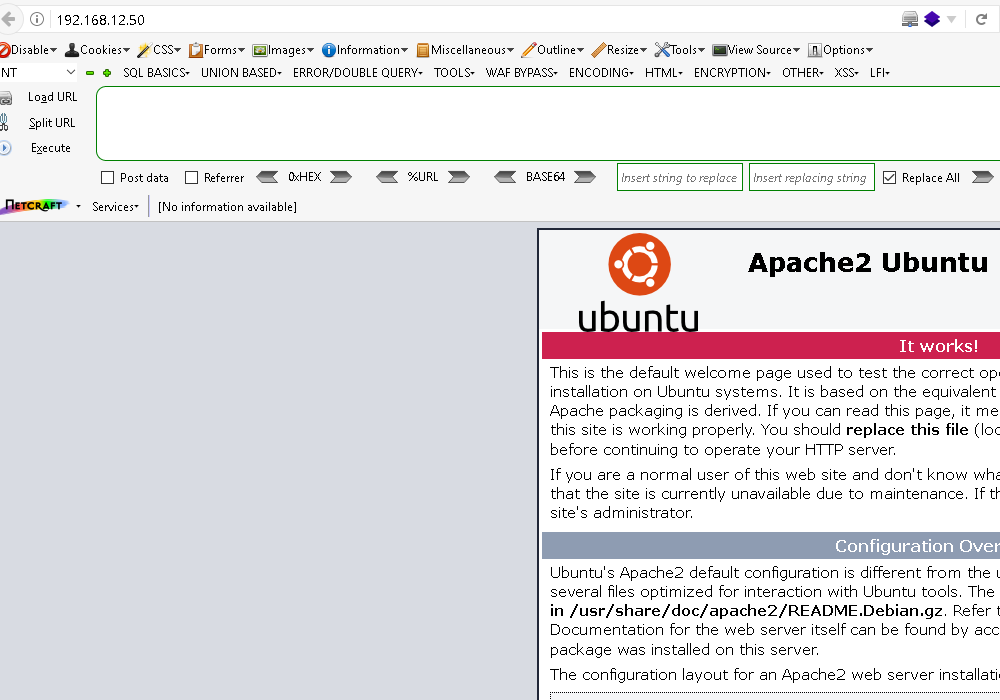 192.168.12.50
Disable Cookies CSS Forms Images Information Miscellaneous Outline Resize Tools View Source Options
NT SQL BASICS UNION BASED ERROR/DOUBLE QUERY TOOLS WAF BYPASS ENCODING HTML ENCRYPTION OTHER XSS LFI
Load URL
Split URL
Execute
Post data Referrer 0xHEX %URL BASE64 Insert string to replace Insert replacing string Replace All
NETCRAFT Services [No information available]
ubuntu
Apache2 Ubuntu
It works!
This is the default welcome page used to test the correct ope
installation on Ubuntu systems. It is based on the equivalent
Apache packaging is derived. If you can read this page, it me
this site is working properly. You should replace this file (loc
before continuing to operate your HTTP server.
If you are a normal user of this web site and don't know wha
that the site is currently unavailable due to maintenance. If th
site's administrator.
Configuration Over
Ubuntu's Apache2 default configuration is different from the u
several files optimized for interaction with Ubuntu tools. The
in /usr/share/doc/apache2/README.Debian.gz. Refer t
Documentation for the web server itself can be found by acc
package was installed on this server.
The configuration layout for an Apache2 web server installati